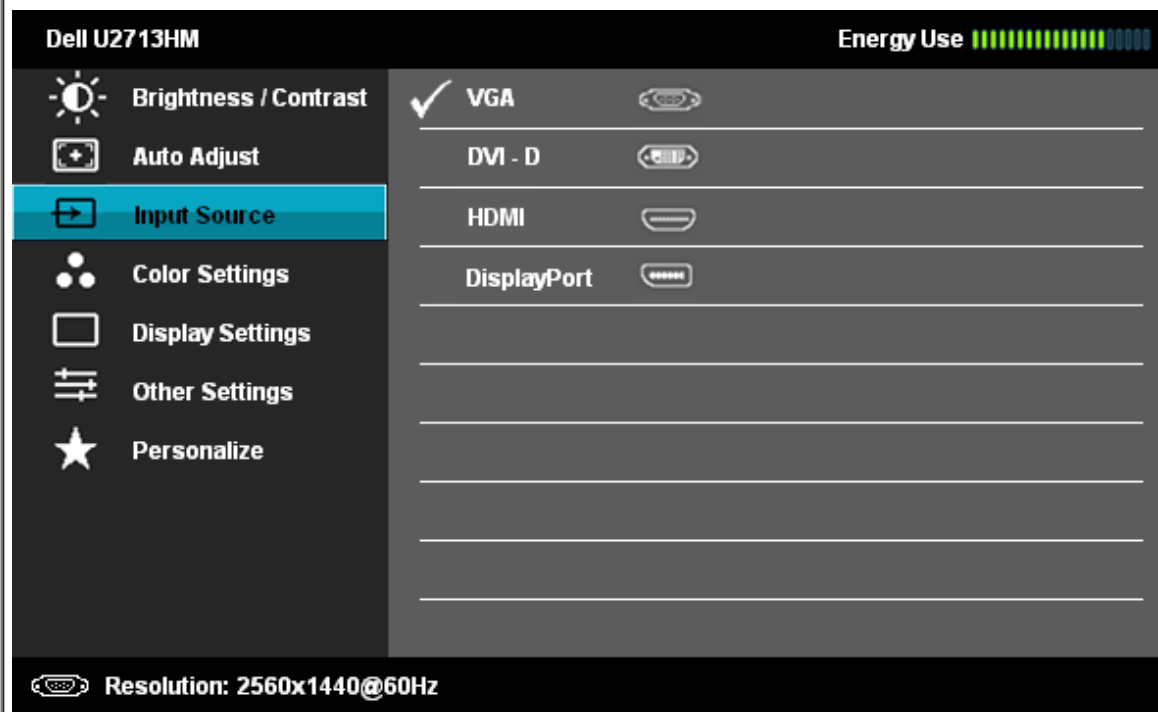 Dell U2713HM Energy Use
Brightness / Contrast VGA
Auto Adjust DVI - D
Input Source HDMI
Color Settings DisplayPort
Display Settings
Other Settings
Personalize
Resolution: 2560x1440@60Hz